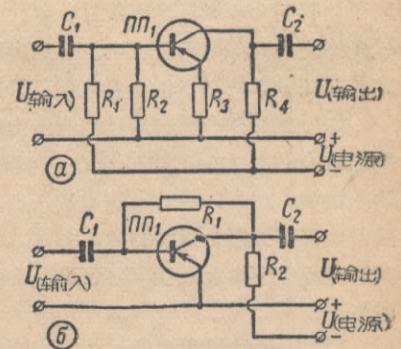 C1 ПП1 C2
U(输入) R1 R2 R3 R4 U(输出)
+
U(电源)
−
а
R1
C1 ПП1 C2
R2
U(输入) U(输出)
+
U(电源)
−
б